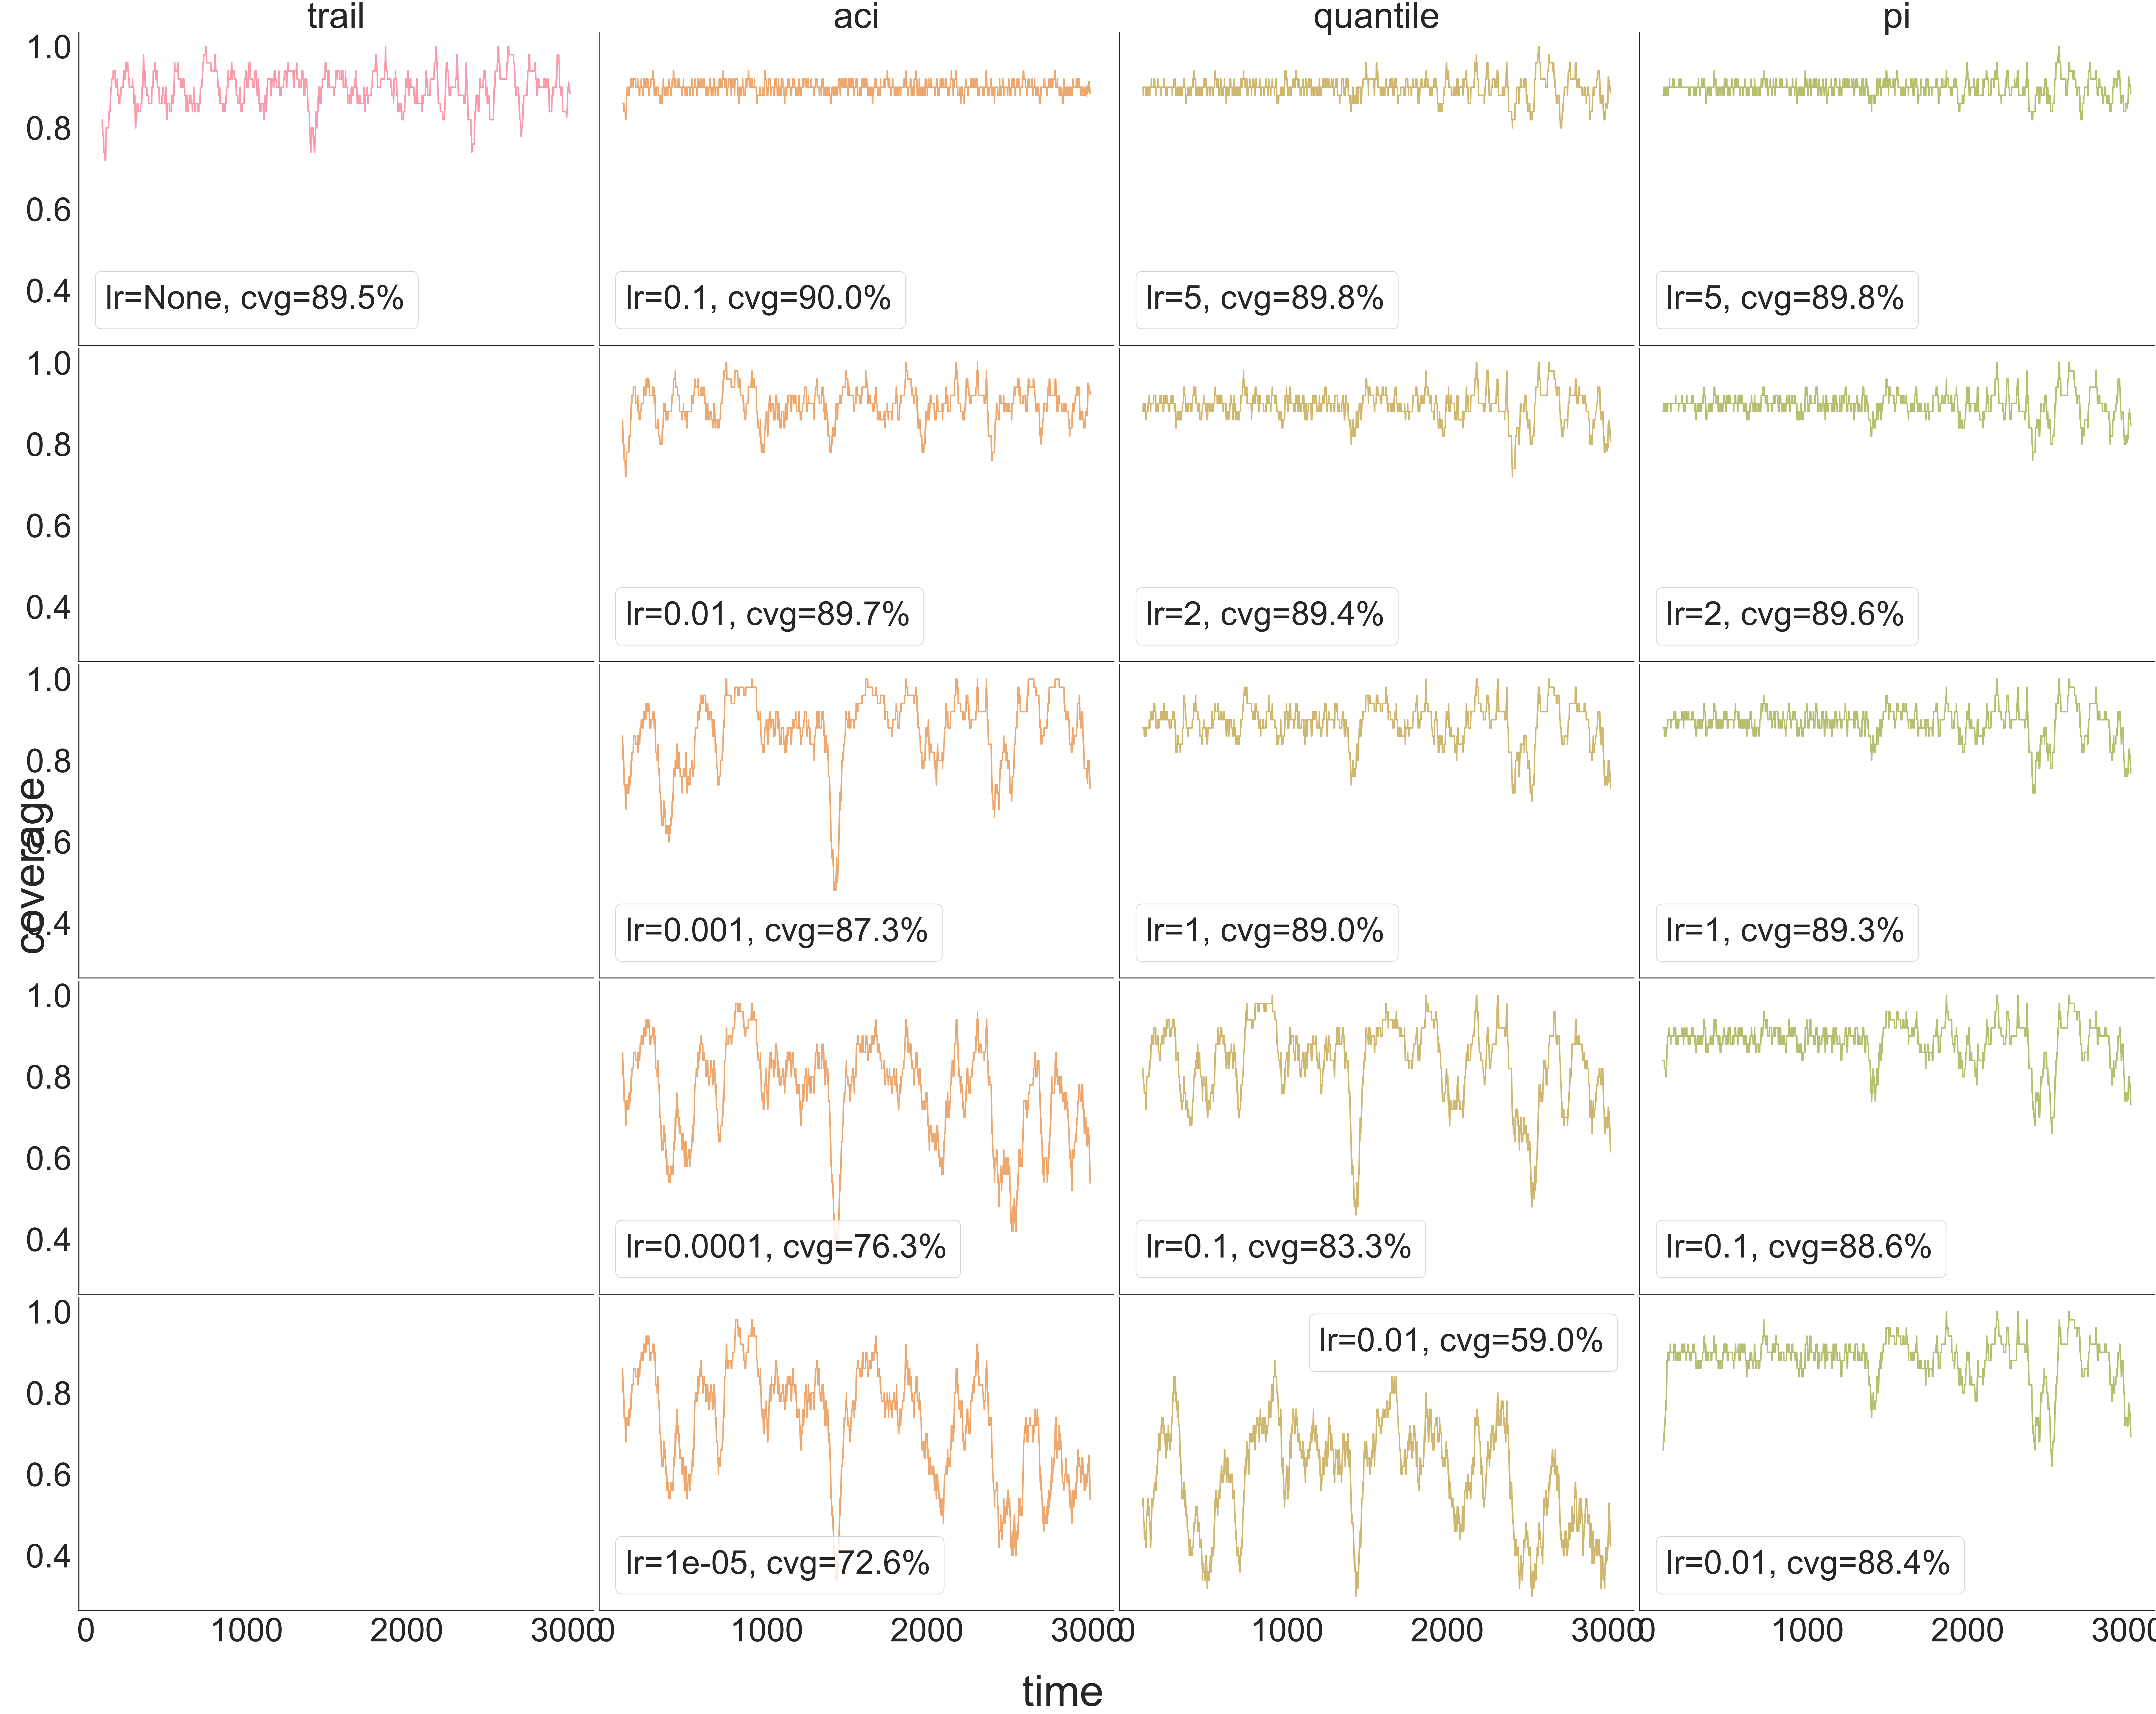 trail aci quantile pi
1.0
0.8
0.6
0.4
lr=None, cvg=89.5% lr=0.1, cvg=90.0% lr=5, cvg=89.8% lr=5, cvg=89.8%
1.0
0.8
0.6
0.4
lr=0.01, cvg=89.7% lr=2, cvg=89.4% lr=2, cvg=89.6%
1.0
0.8
0.6
0.4
coverage
lr=0.001, cvg=87.3% lr=1, cvg=89.0% lr=1, cvg=89.3%
1.0
0.8
0.6
0.4
lr=0.0001, cvg=76.3% lr=0.1, cvg=83.3% lr=0.1, cvg=88.6%
1.0
lr=0.01, cvg=59.0%
0.8
0.6
0.4
lr=1e-05, cvg=72.6% lr=0.01, cvg=88.4%
0 1000 2000 3000 0 1000 2000 3000 0 1000 2000 3000 0 1000 2000 3000
time